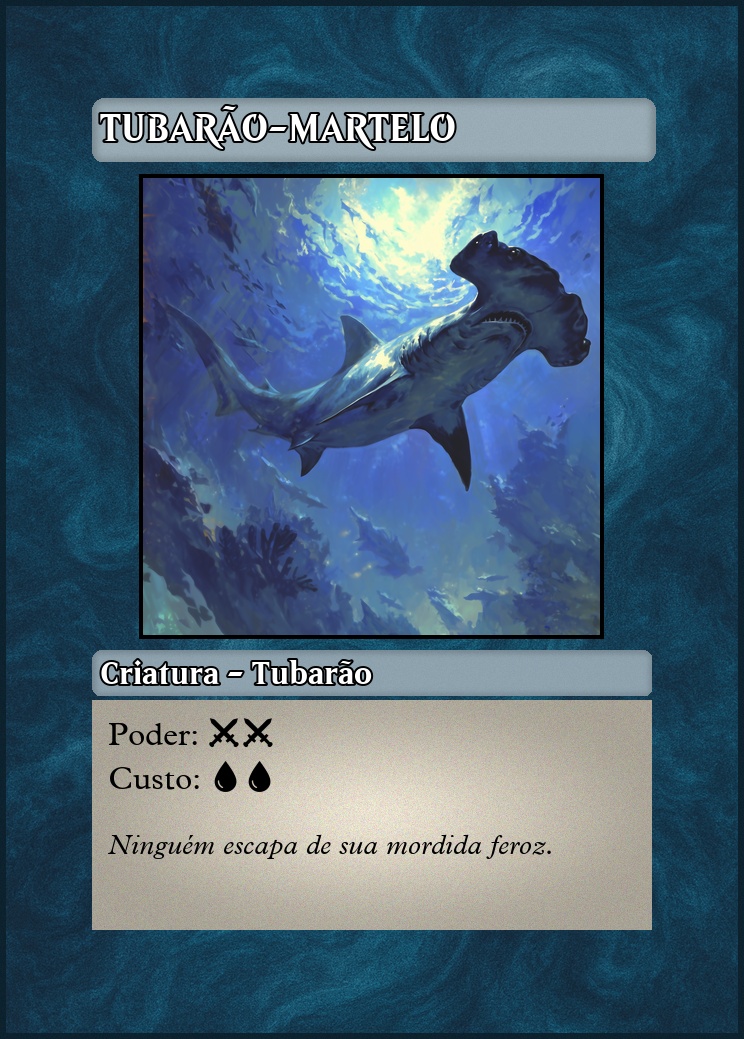 TUBARÃO-MARTELO
Criatura - Tubarão
Poder: ⚔⚔
Custo: 💧💧
Ninguém escapa de sua mordida feroz.